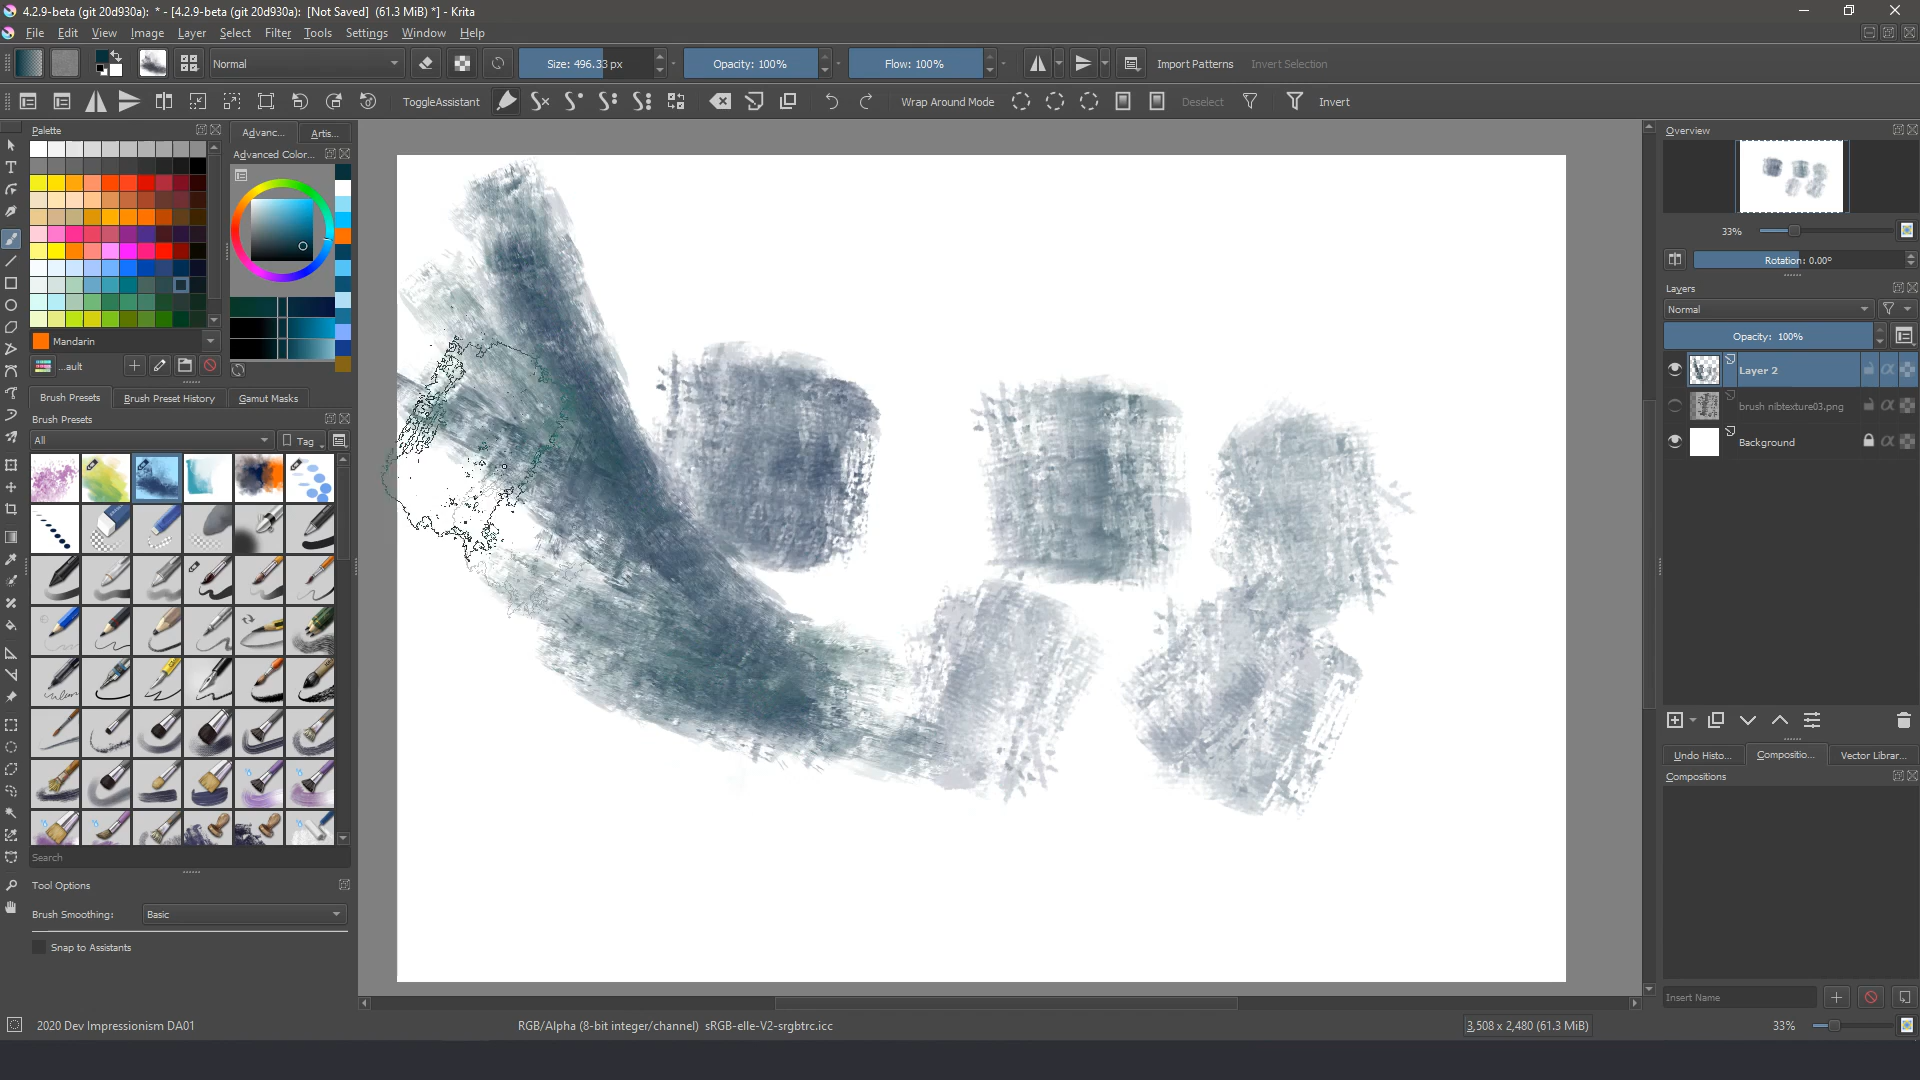 4.2.9-beta (git 20d930a):  * - [4.2.9-beta (git 20d930a):  [Not Saved]  (61.3 MiB) *] - Krita
File Edit View Image Layer Select Filter Tools Settings Window Help
Normal Size: 496.33 px Opacity: 100% Flow: 100% Import Patterns Invert Selection
ToggleAssistant Wrap Around Mode Deselect Invert
Palette
Advanc... Artis...
Advanced Color...
Mandarin
...ault
Brush Presets Brush Preset History Gamut Masks
Brush Presets
All Tag
Search
Tool Options
Brush Smoothing: Basic
Snap to Assistants
Overview
33%
Rotation: 0.00°
Layers
Normal
Opacity:  100%
Layer 2
brush nibtexture03.png
Background
Undo Histo... Compositio... Vector Librar...
Compositions
Insert Name
2020 Dev Impressionism DA01 RGB/Alpha (8-bit integer/channel)  sRGB-elle-V2-srgbtrc.icc 3,508 x 2,480 (61.3 MiB) 33%